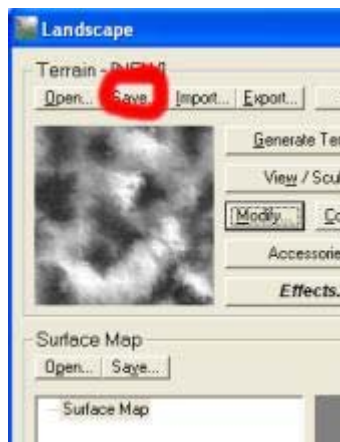 Landscape
Terrain - [NEW]
Open... Save... Import... Export...
Generate Ter
View / Scul
Modify... Co
Accessorie
Effects.
Surface Map
Open... Save...
Surface Map